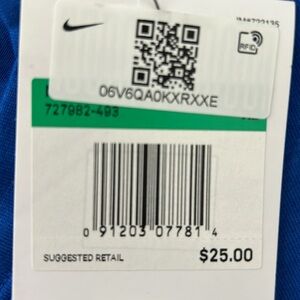 RFID
06V6QA0KXRXXE
727982-493
0 91203 07781 4
SUGGESTED RETAIL
$25.00